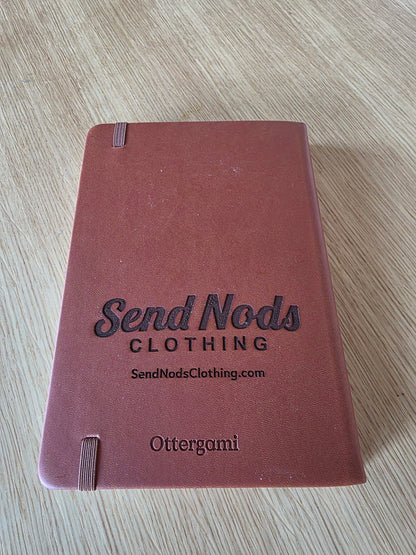 Send Nods
CLOTHING
SendNodsClothing.com
Ottergami